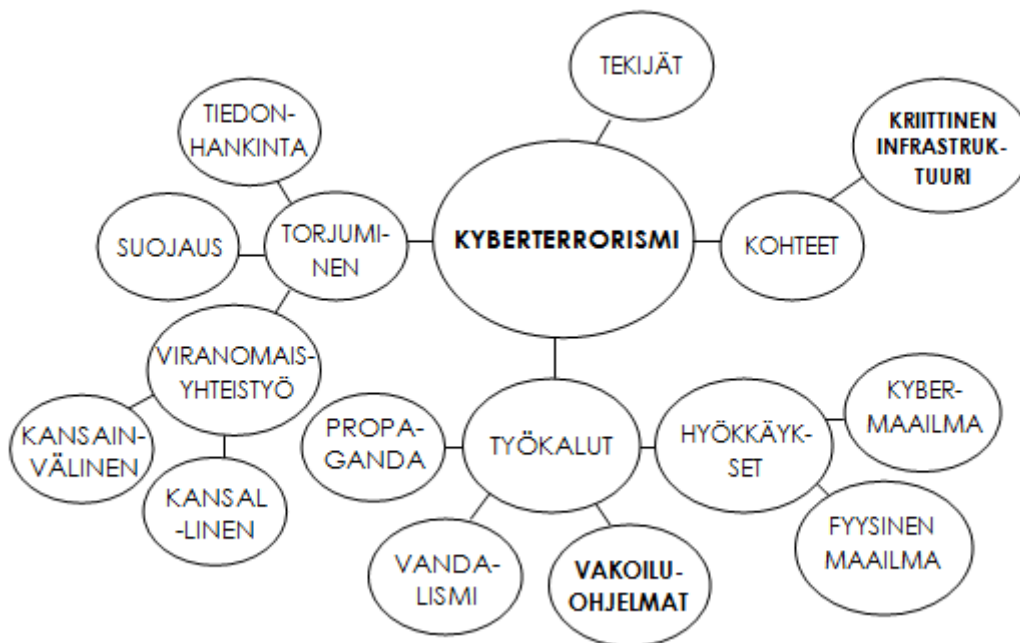 TEKIJÄT
TIEDON-
HANKINTA
KRIITTINEN
INFRASTRUK-
TUURI
SUOJAUS
TORJUMI-
NEN
KYBERTERRORISMI
KOHTEET
VIRANOMAIS-
YHTEISTYÖ
KANSAIN-
VÄLINEN
KANSAL
-LINEN
PROPA-
GANDA
TYÖKALUT
HYÖKKÄYK-
SET
KYBER-
MAAILMA
FYYSINEN
MAAILMA
VANDA-
LISMI
VAKOILU-
OHJELMAT